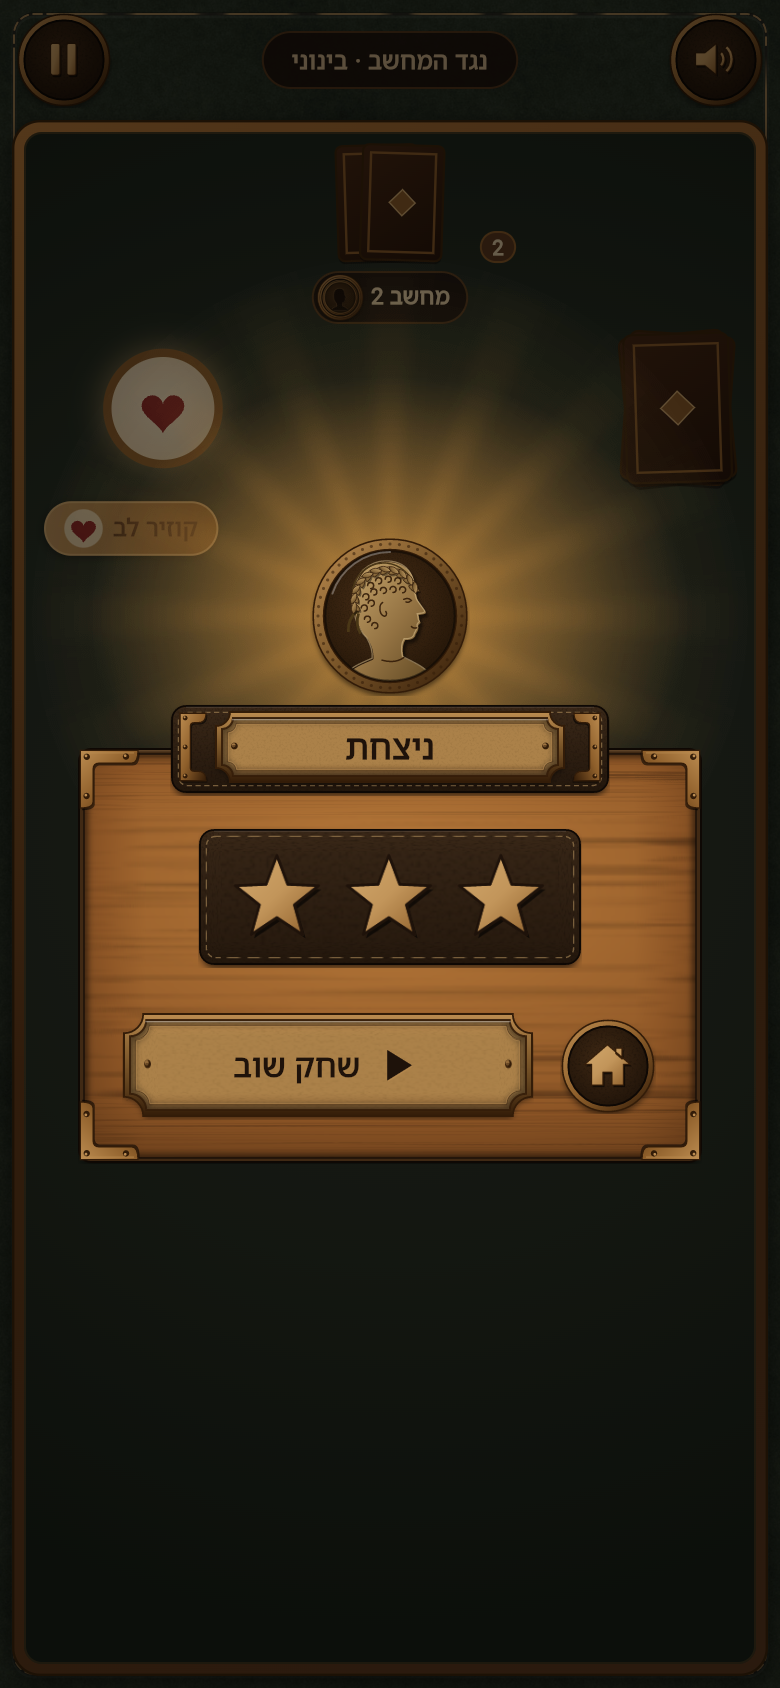 נגד המחשב · בינוני
2
מחשב 2
קוזיר לב
ניצחת
שחק שוב